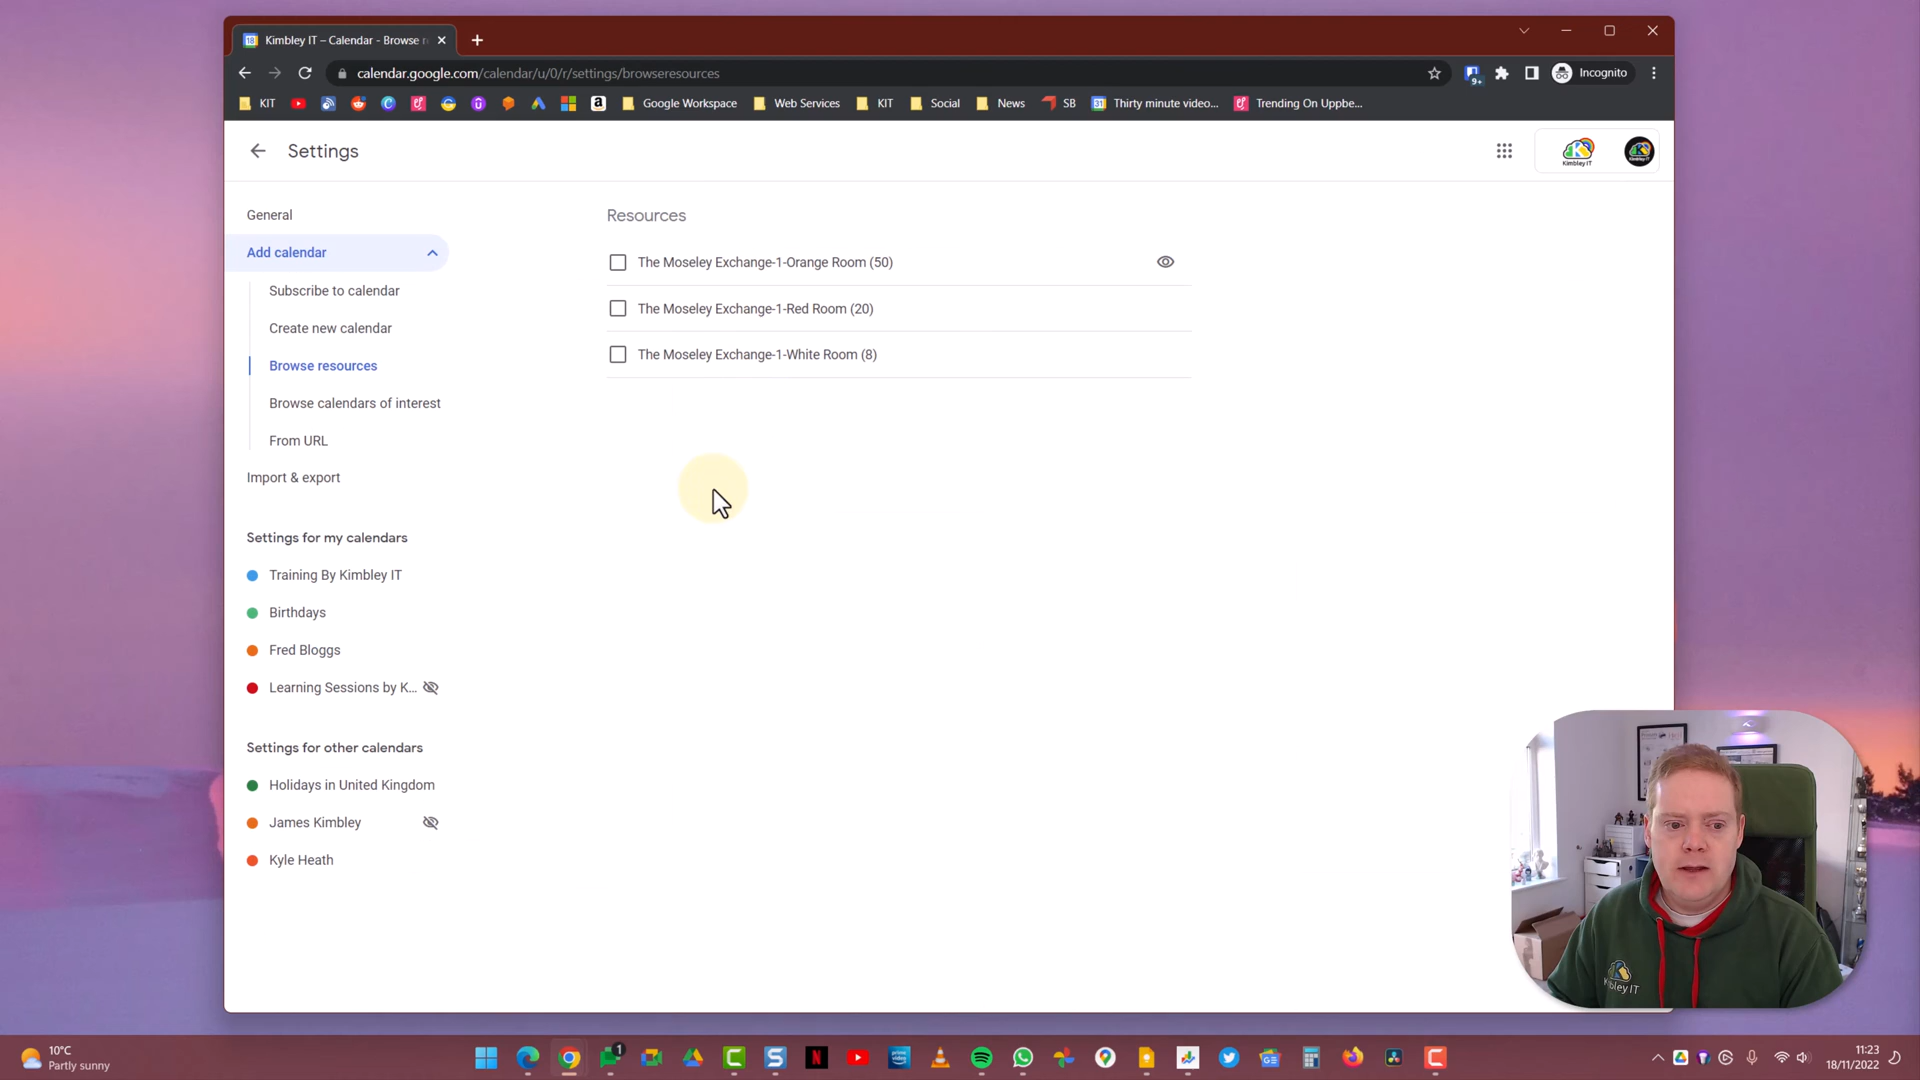 Kimbley IT – Calendar - Browse r
calendar.google.com/calendar/u/0/r/settings/browseresources
9+
Incognito
KIT
Google Workspace
Web Services
KIT
Social
News
SB
Thirty minute video...
Trending On Uppbe...
Settings
Kimbley IT
General
Add calendar
Subscribe to calendar
Create new calendar
Browse resources
Browse calendars of interest
From URL
Import & export
Settings for my calendars
Training By Kimbley IT
Birthdays
Fred Bloggs
Learning Sessions by K...
Settings for other calendars
Holidays in United Kingdom
James Kimbley
Kyle Heath
Resources
The Moseley Exchange-1-Orange Room (50)
The Moseley Exchange-1-Red Room (20)
The Moseley Exchange-1-White Room (8)
10°C
Partly sunny
1
11:23
18/11/2022